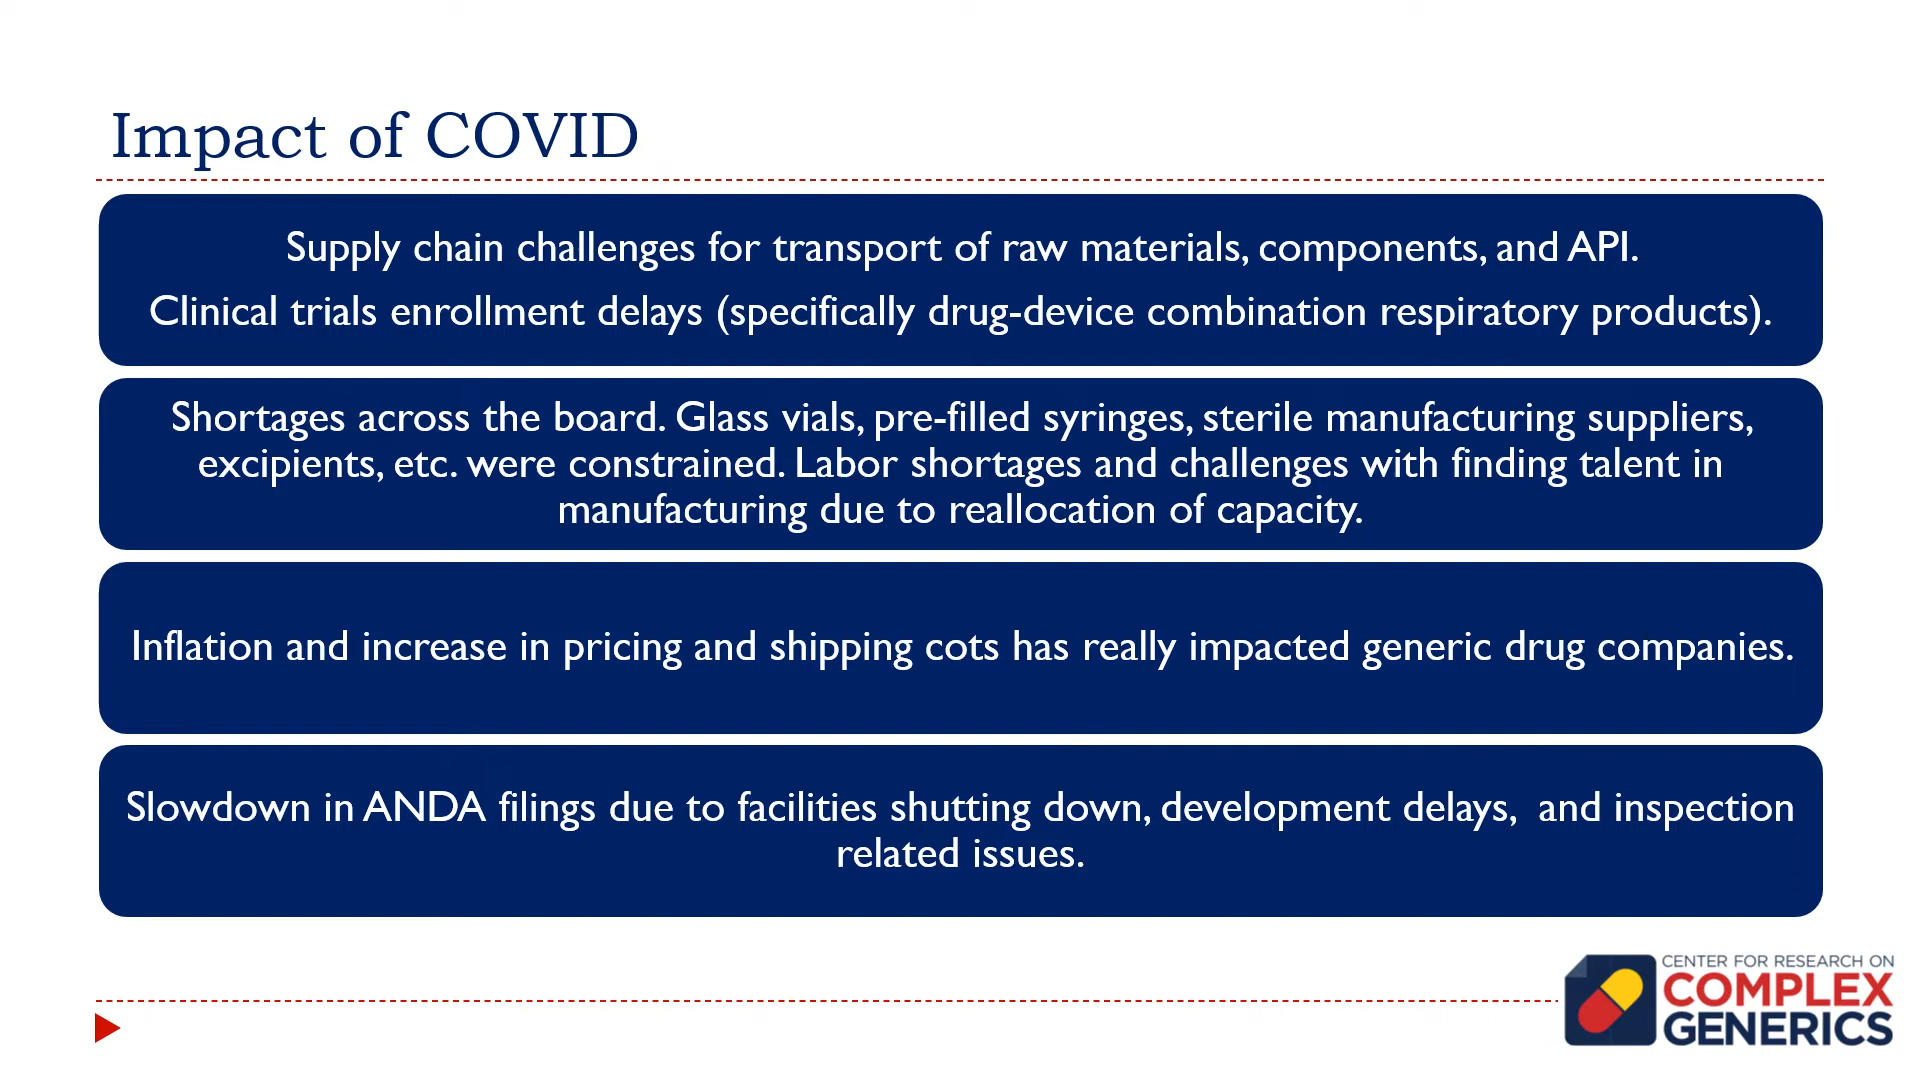 Impact of COVID
Supply chain challenges for transport of raw materials, components, and API.
Clinical trials enrollment delays (specifically drug-device combination respiratory products).
Shortages across the board. Glass vials, pre-filled syringes, sterile manufacturing suppliers,
excipients, etc. were constrained. Labor shortages and challenges with finding talent in
manufacturing due to reallocation of capacity.
Inflation and increase in pricing and shipping cots has really impacted generic drug companies.
Slowdown in ANDA filings due to facilities shutting down, development delays,  and inspection
related issues.
CENTER FOR RESEARCH ON
COMPLEX
GENERICS